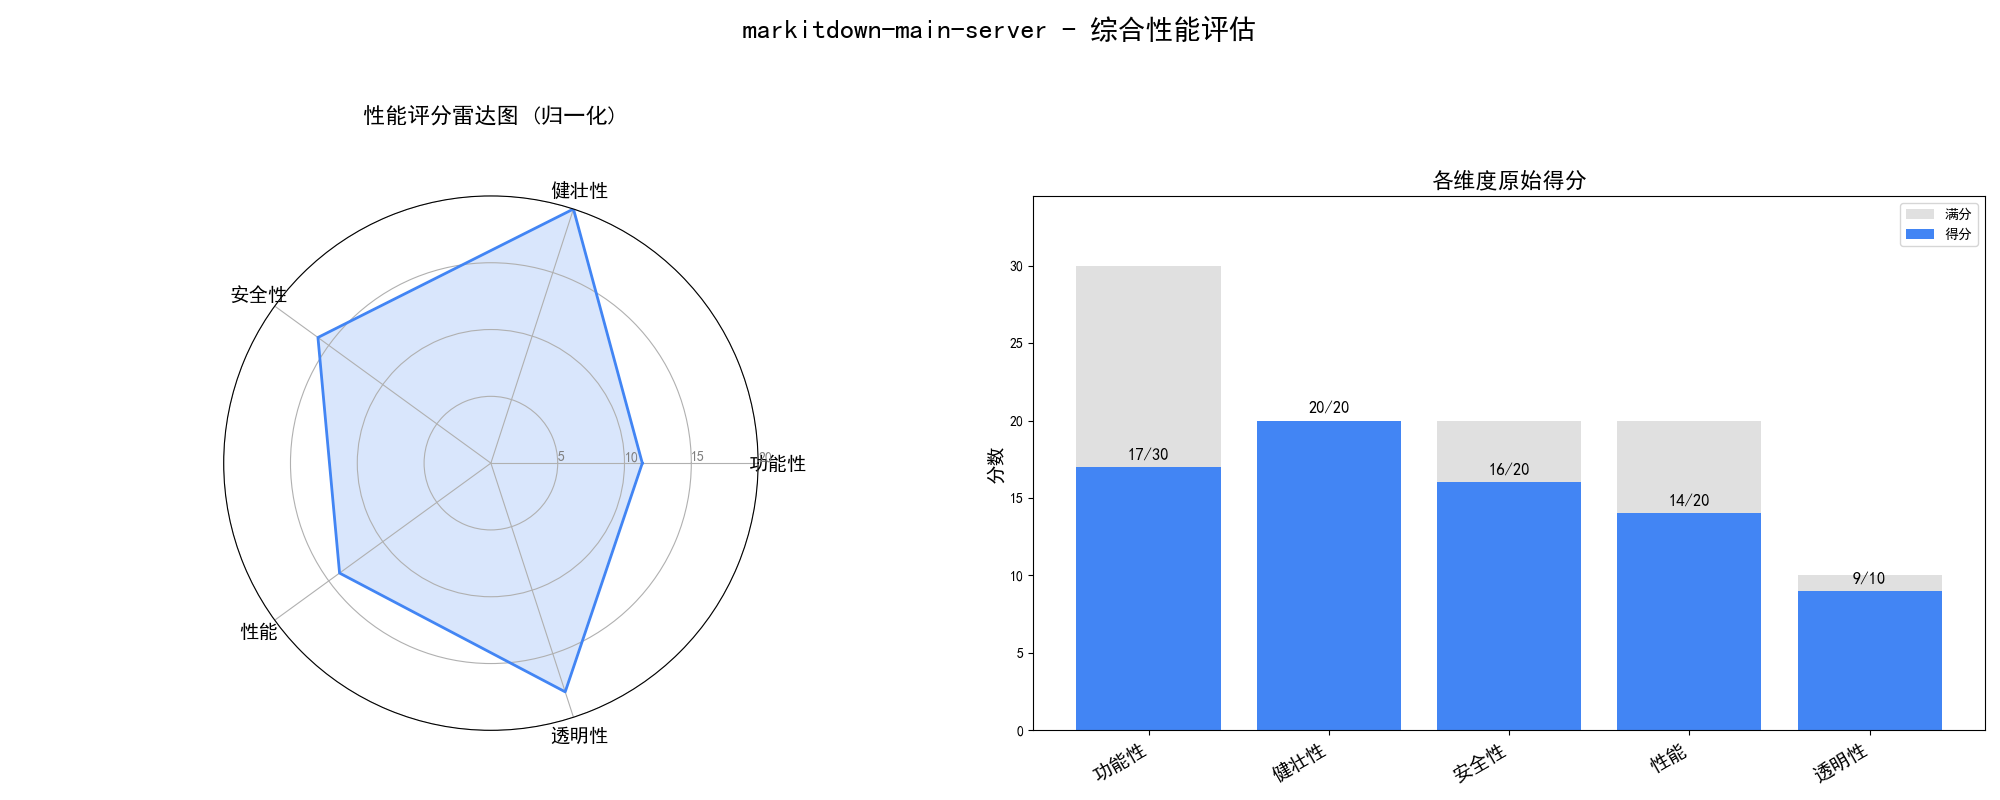 markitdown-main-server - 综合性能评估
性能评分雷达图 (归一化)
健壮性
安全性
5
10
15
20
功能性
性能
透明性
各维度原始得分
满分
得分
分数
30
25
20
15
10
5
0
17/30
20/20
16/20
14/20
9/10
功能性
健壮性
安全性
性能
透明性